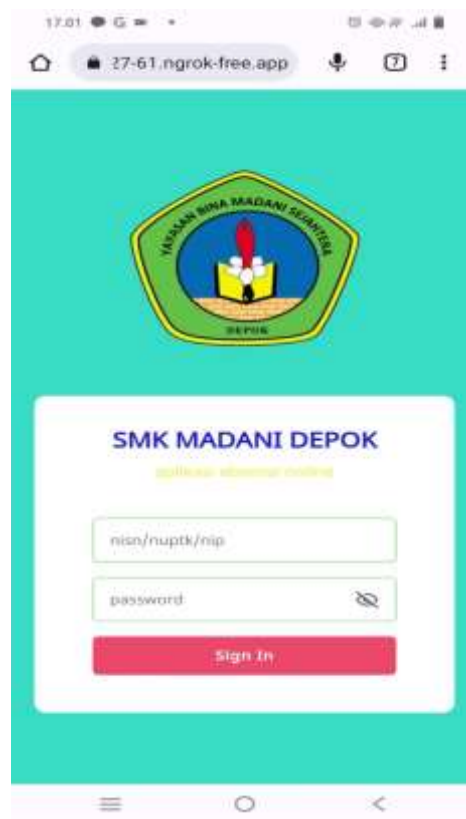 17.01
27-61.ngrok-free.app
7
YAYASAN BINA MADANI SEJAHTERA
DEPOK
SMK MADANI DEPOK
aplikasi absensi online
nisn/nuptk/nip
password
Sign In